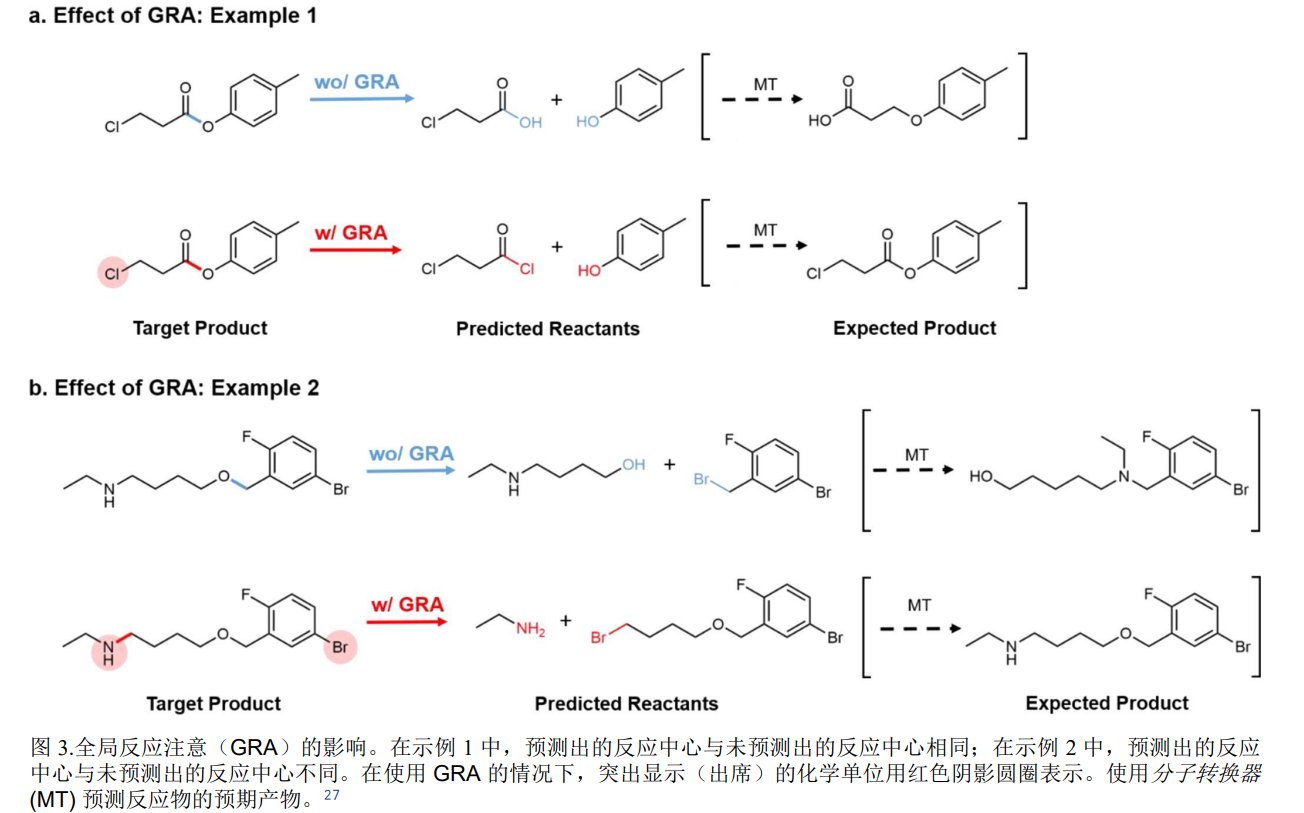 a. Effect of GRA: Example 1
Cl O O wo/ GRA Cl O OH + HO MT HO O O
Cl O O w/ GRA Cl O Cl + HO MT Cl O O
Target Product Predicted Reactants Expected Product
b. Effect of GRA: Example 2
N H O F Br wo/ GRA N H OH + Br F Br MT HO N F Br
N H O F Br w/ GRA NH2 + Br O F Br MT N H O F Br
Target Product Predicted Reactants Expected Product
图 3.全局反应注意（GRA）的影响。在示例 1 中，预测出的反应中心与未预测出的反应中心相同；在示例 2 中，预测出的反应
中心与未预测出的反应中心不同。在使用 GRA 的情况下，突出显示（出席）的化学单位用红色阴影圆圈表示。使用分子转换器
(MT) 预测反应物的预期产物。27